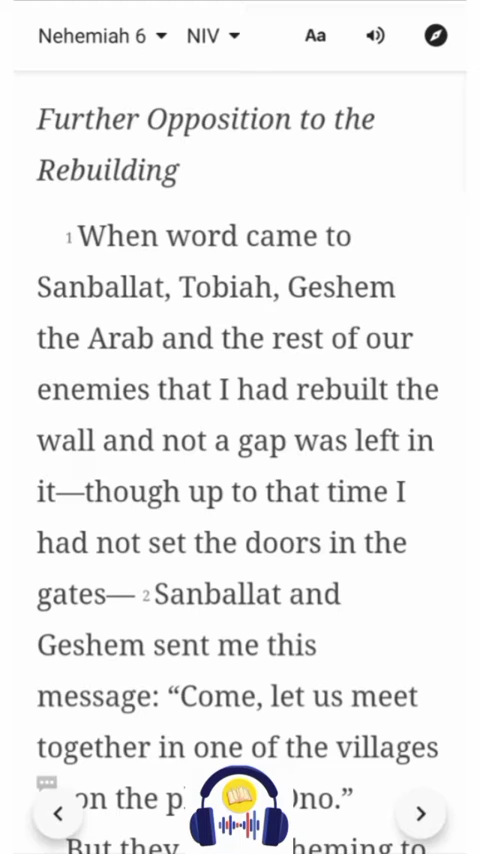 Nehemiah 6 NIV Aa
Further Opposition to the
Rebuilding
1 When word came to
Sanballat, Tobiah, Geshem
the Arab and the rest of our
enemies that I had rebuilt the
wall and not a gap was left in
it—though up to that time I
had not set the doors in the
gates— 2 Sanballat and
Geshem sent me this
message: “Come, let us meet
together in one of the villages
on the
But they